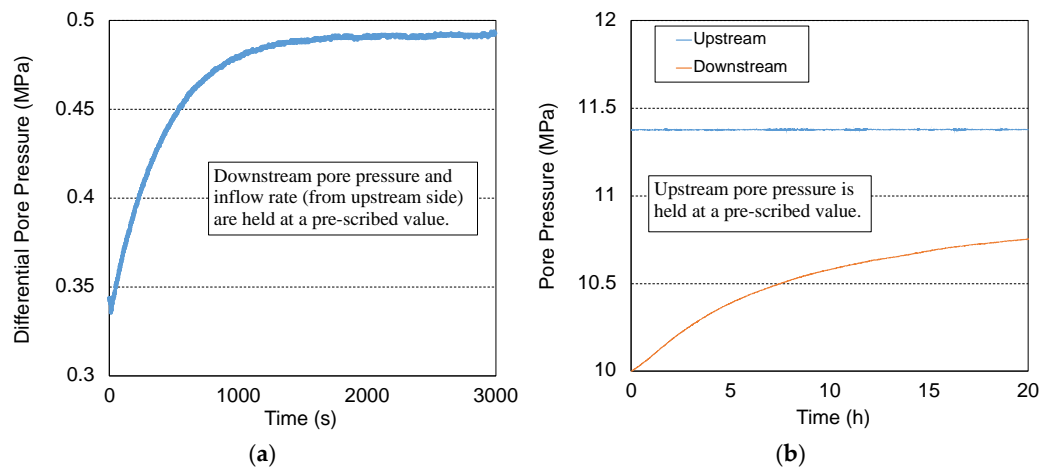 0.5
0.45
0.4
0.35
0.3
Differential Pore Pressure (MPa)
Downstream pore pressure and
inflow rate (from upstream side)
are held at a pre-scribed value.
0
1000
2000
3000
Time (s)
(a)
12
11.5
11
10.5
10
Pore Pressure (MPa)
Upstream
Downstream
Upstream pore pressure is
held at a pre-scribed value.
0
5
10
15
20
Time (h)
(b)